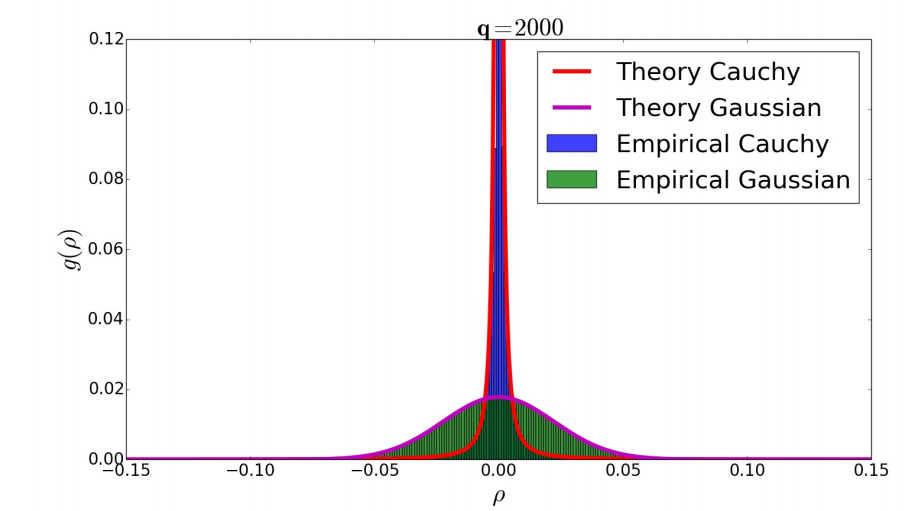 q=2000
0.12
0.10
0.08
0.06
0.04
0.02
0.00
g(ρ)
Theory Cauchy
Theory Gaussian
Empirical Cauchy
Empirical Gaussian
−0.15 −0.10 −0.05 0.00 0.05 0.10 0.15
ρ